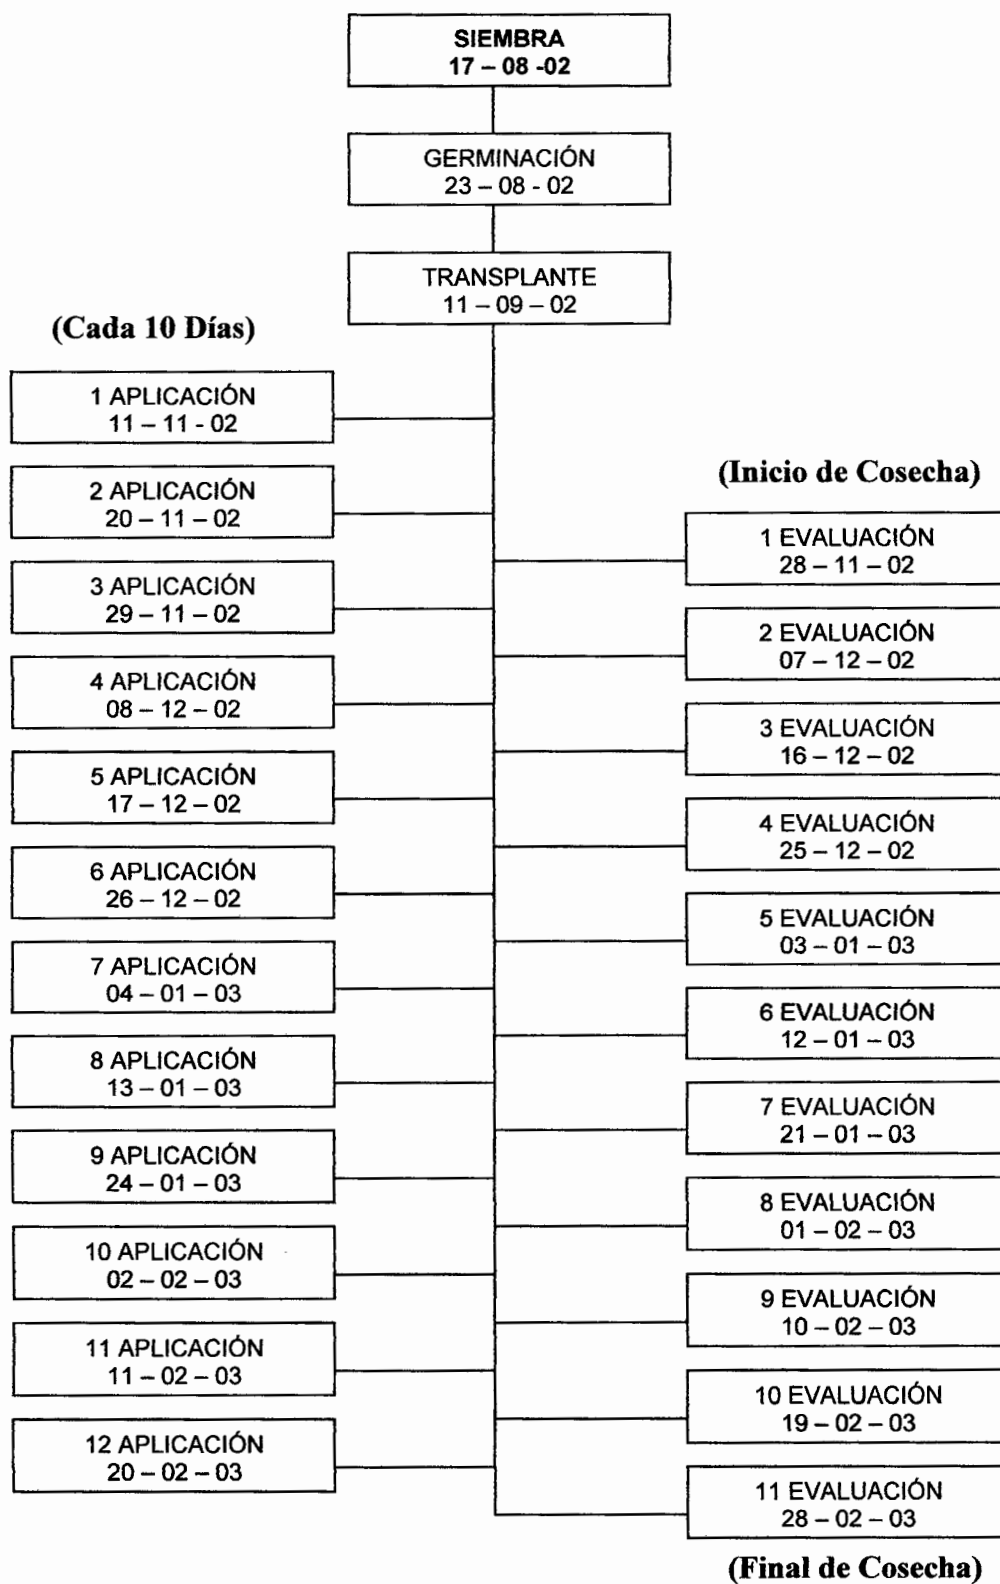 SIEMBRA
17 – 08 -02
GERMINACIÓN
23 – 08 - 02
TRANSPLANTE
11 – 09 – 02
(Cada 10 Días)
1 APLICACIÓN
11 – 11 - 02
2 APLICACIÓN
20 – 11 – 02
3 APLICACIÓN
29 – 11 – 02
4 APLICACIÓN
08 – 12 – 02
5 APLICACIÓN
17 – 12 – 02
6 APLICACIÓN
26 – 12 – 02
7 APLICACIÓN
04 – 01 – 03
8 APLICACIÓN
13 – 01 – 03
9 APLICACIÓN
24 – 01 – 03
10 APLICACIÓN
02 – 02 – 03
11 APLICACIÓN
11 – 02 – 03
12 APLICACIÓN
20 – 02 – 03
(Inicio de Cosecha)
1 EVALUACIÓN
28 – 11 – 02
2 EVALUACIÓN
07 – 12 – 02
3 EVALUACIÓN
16 – 12 – 02
4 EVALUACIÓN
25 – 12 – 02
5 EVALUACIÓN
03 – 01 – 03
6 EVALUACIÓN
12 – 01 – 03
7 EVALUACIÓN
21 – 01 – 03
8 EVALUACIÓN
01 – 02 – 03
9 EVALUACIÓN
10 – 02 – 03
10 EVALUACIÓN
19 – 02 – 03
11 EVALUACIÓN
28 – 02 – 03
(Final de Cosecha)